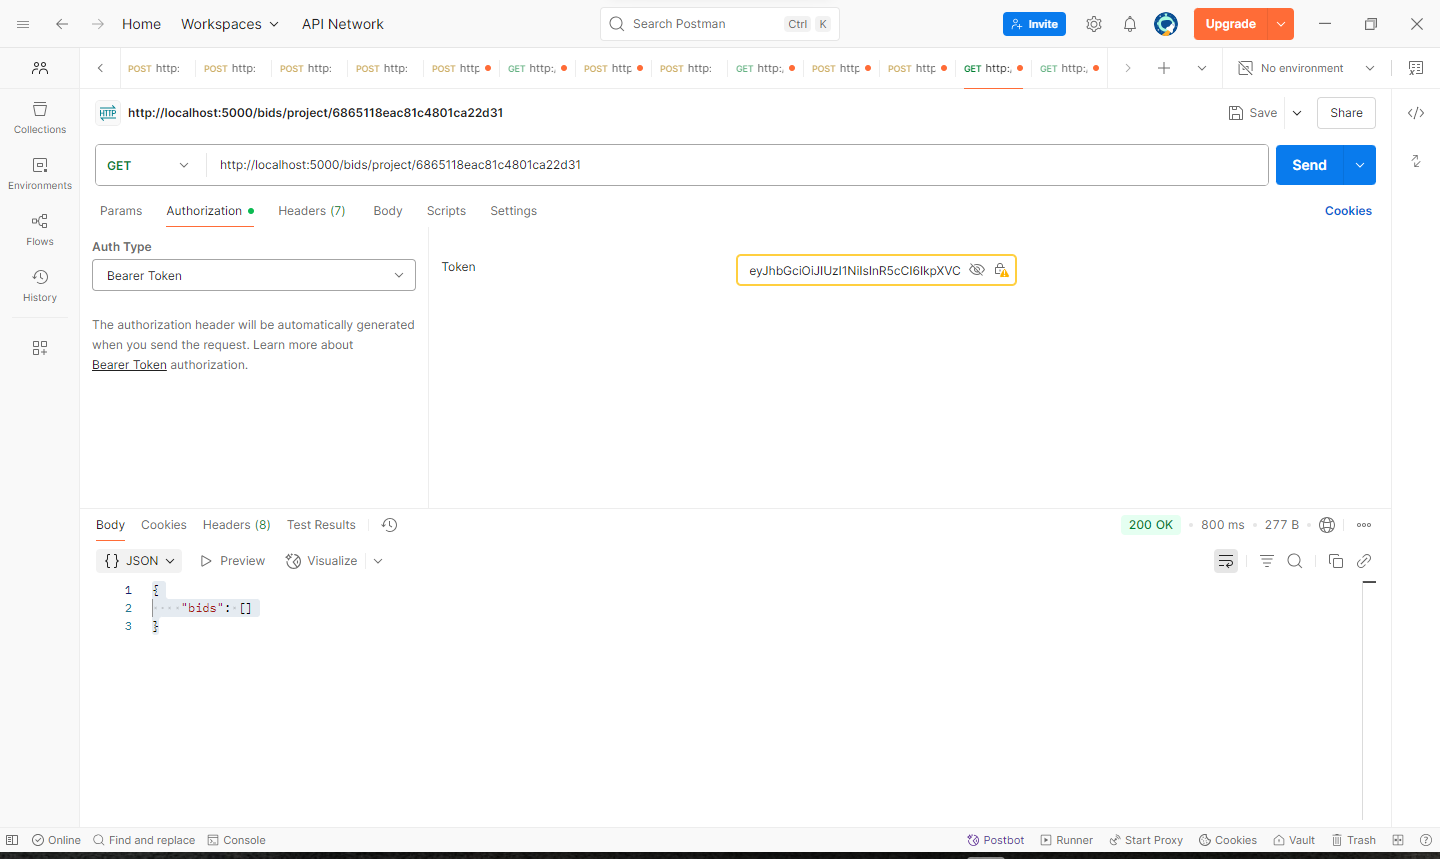 Home Workspaces API Network Search Postman Ctrl K Invite Upgrade
POST http: POST http: POST http: POST http: POST http GET http:, POST http POST http: GET http:, POST http POST http GET http:, GET http:, No environment
Collections
Environments
Flows
History
HTTP http://localhost:5000/bids/project/6865118eac81c4801ca22d31 Save Share
GET http://localhost:5000/bids/project/6865118eac81c4801ca22d31 Send
Params Authorization Headers (7) Body Scripts Settings Cookies
Auth Type
Bearer Token
Token eyJhbGciOiJIUzI1NiIsInR5cCI6IkpXVC
The authorization header will be automatically generated
when you send the request. Learn more about
Bearer Token authorization.
Body Cookies Headers (8) Test Results 200 OK 800 ms 277 B
{} JSON Preview Visualize
1 {
2 "bids": []
3 }
Online Find and replace Console Postbot Runner Start Proxy Cookies Vault Trash